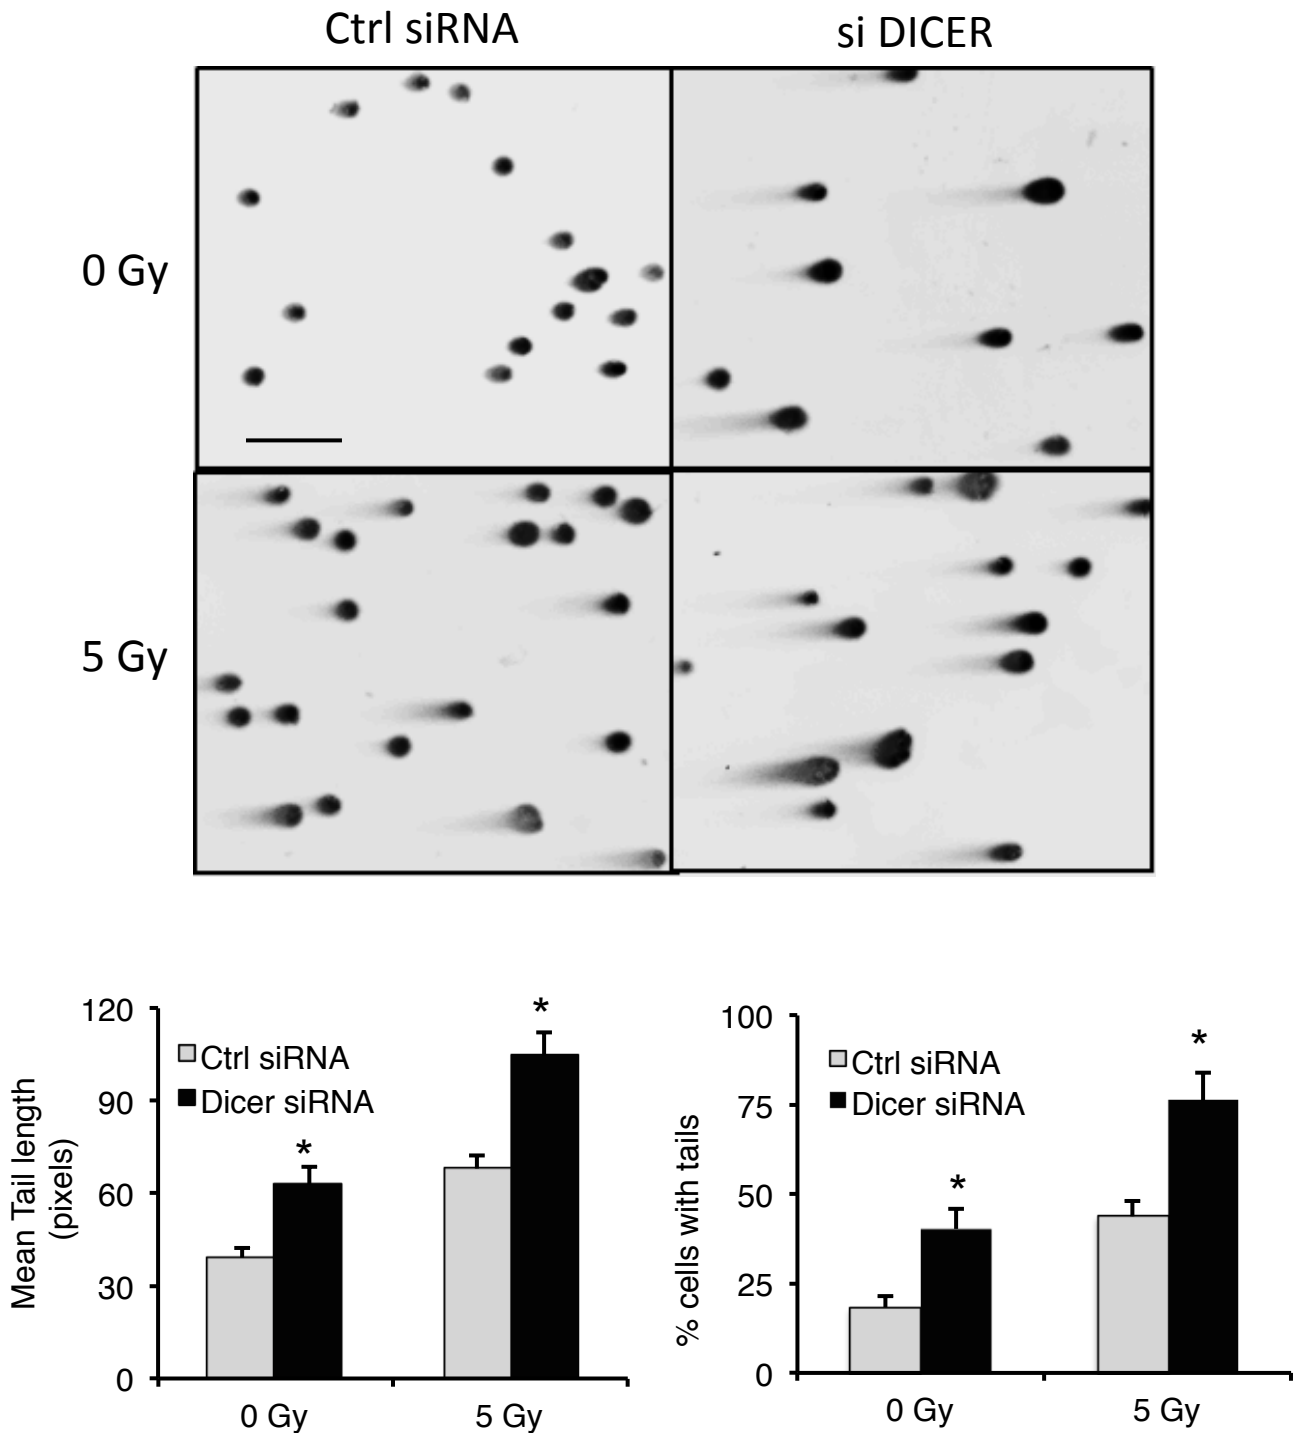 Ctrl siRNA
si DICER
0 Gy
5 Gy
120
90
60
30
0
Mean Tail length
(pixels)
Ctrl siRNA
Dicer siRNA
*
*
0 Gy
5 Gy
100
75
50
25
0
% cells with tails
Ctrl siRNA
Dicer siRNA
*
*
0 Gy
5 Gy